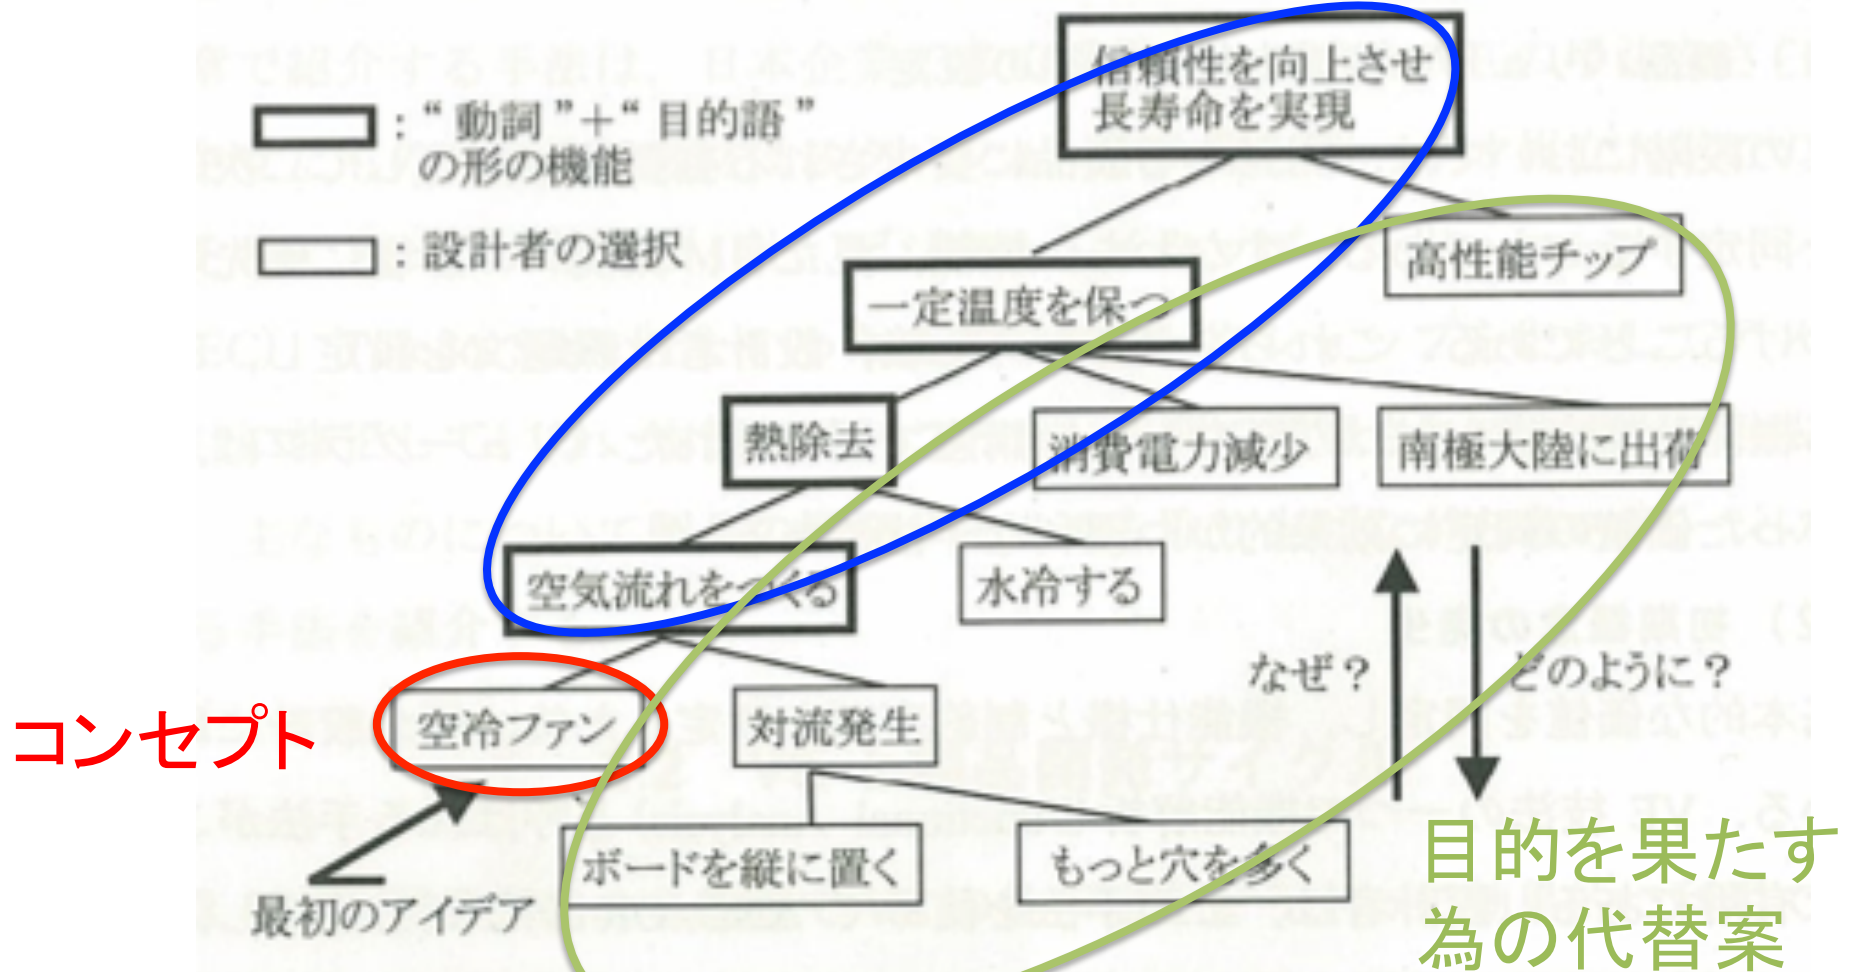 信頼性を向上させ
長寿命を実現
：“動詞”＋“目的語”
の形の機能
：設計者の選択
高性能チップ
一定温度を保つ
熱除去
消費電力減少
南極大陸に出荷
空気流れをつくる
水冷する
なぜ？
どのように？
コンセプト
空冷ファン
対流発生
ボードを縦に置く
もっと穴を多く
最初のアイデア
目的を果たす
為の代替案